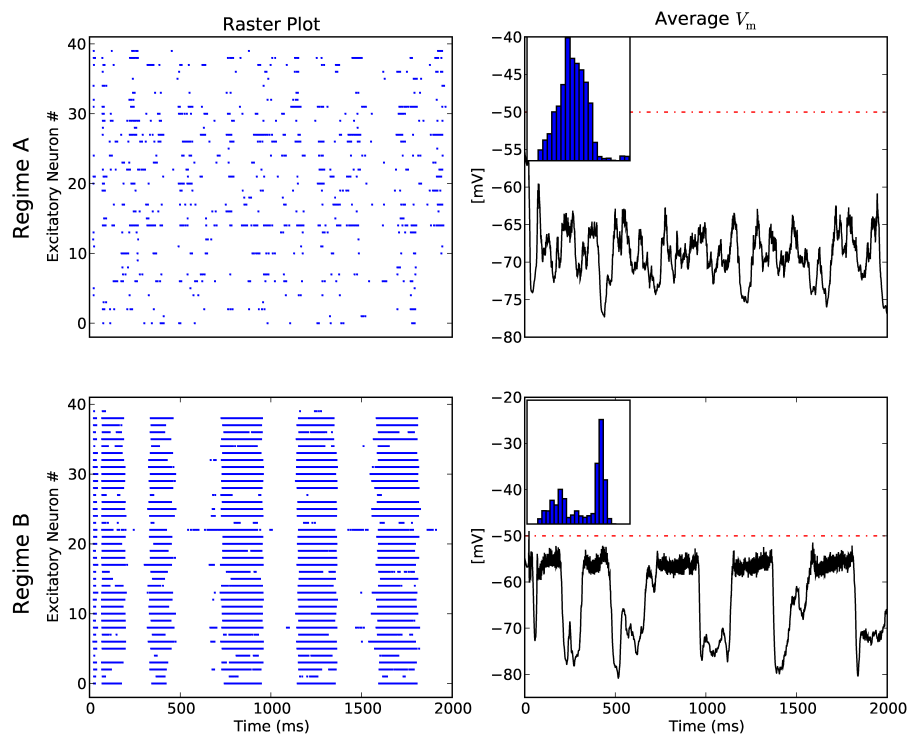 Raster Plot
Average Vm
Regime A
Excitatory Neuron #
40
30
20
10
0
[mV]
−40
−45
−50
−55
−60
−65
−70
−75
−80
Regime B
Excitatory Neuron #
40
30
20
10
0
0 500 1000 1500 2000
Time (ms)
[mV]
−20
−30
−40
−50
−60
−70
−80
0 500 1000 1500 2000
Time (ms)